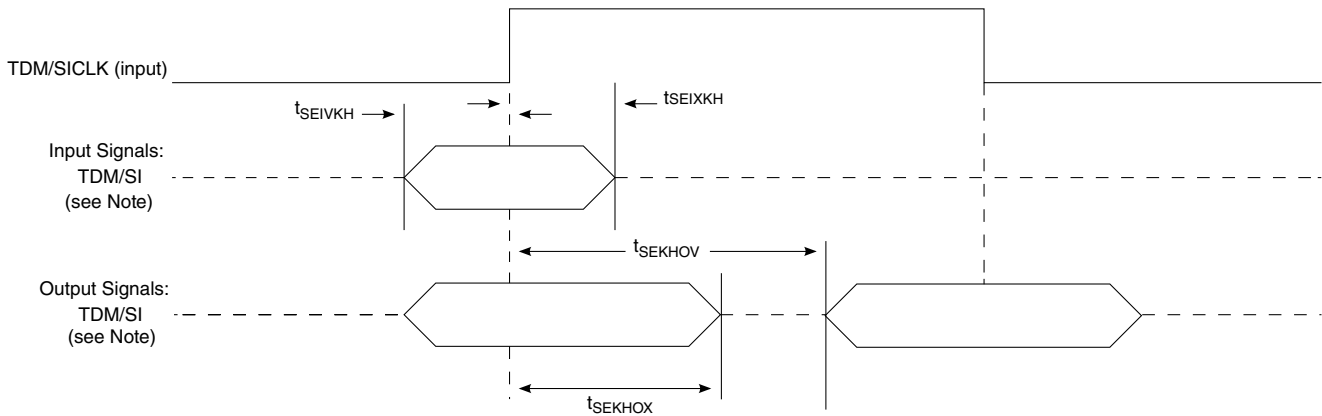 TDM/SICLK (input)
tSEIVKH
tSEIXKH
Input Signals:
TDM/SI
(see Note)
tSEKHOV
Output Signals:
TDM/SI
(see Note)
tSEKHOX